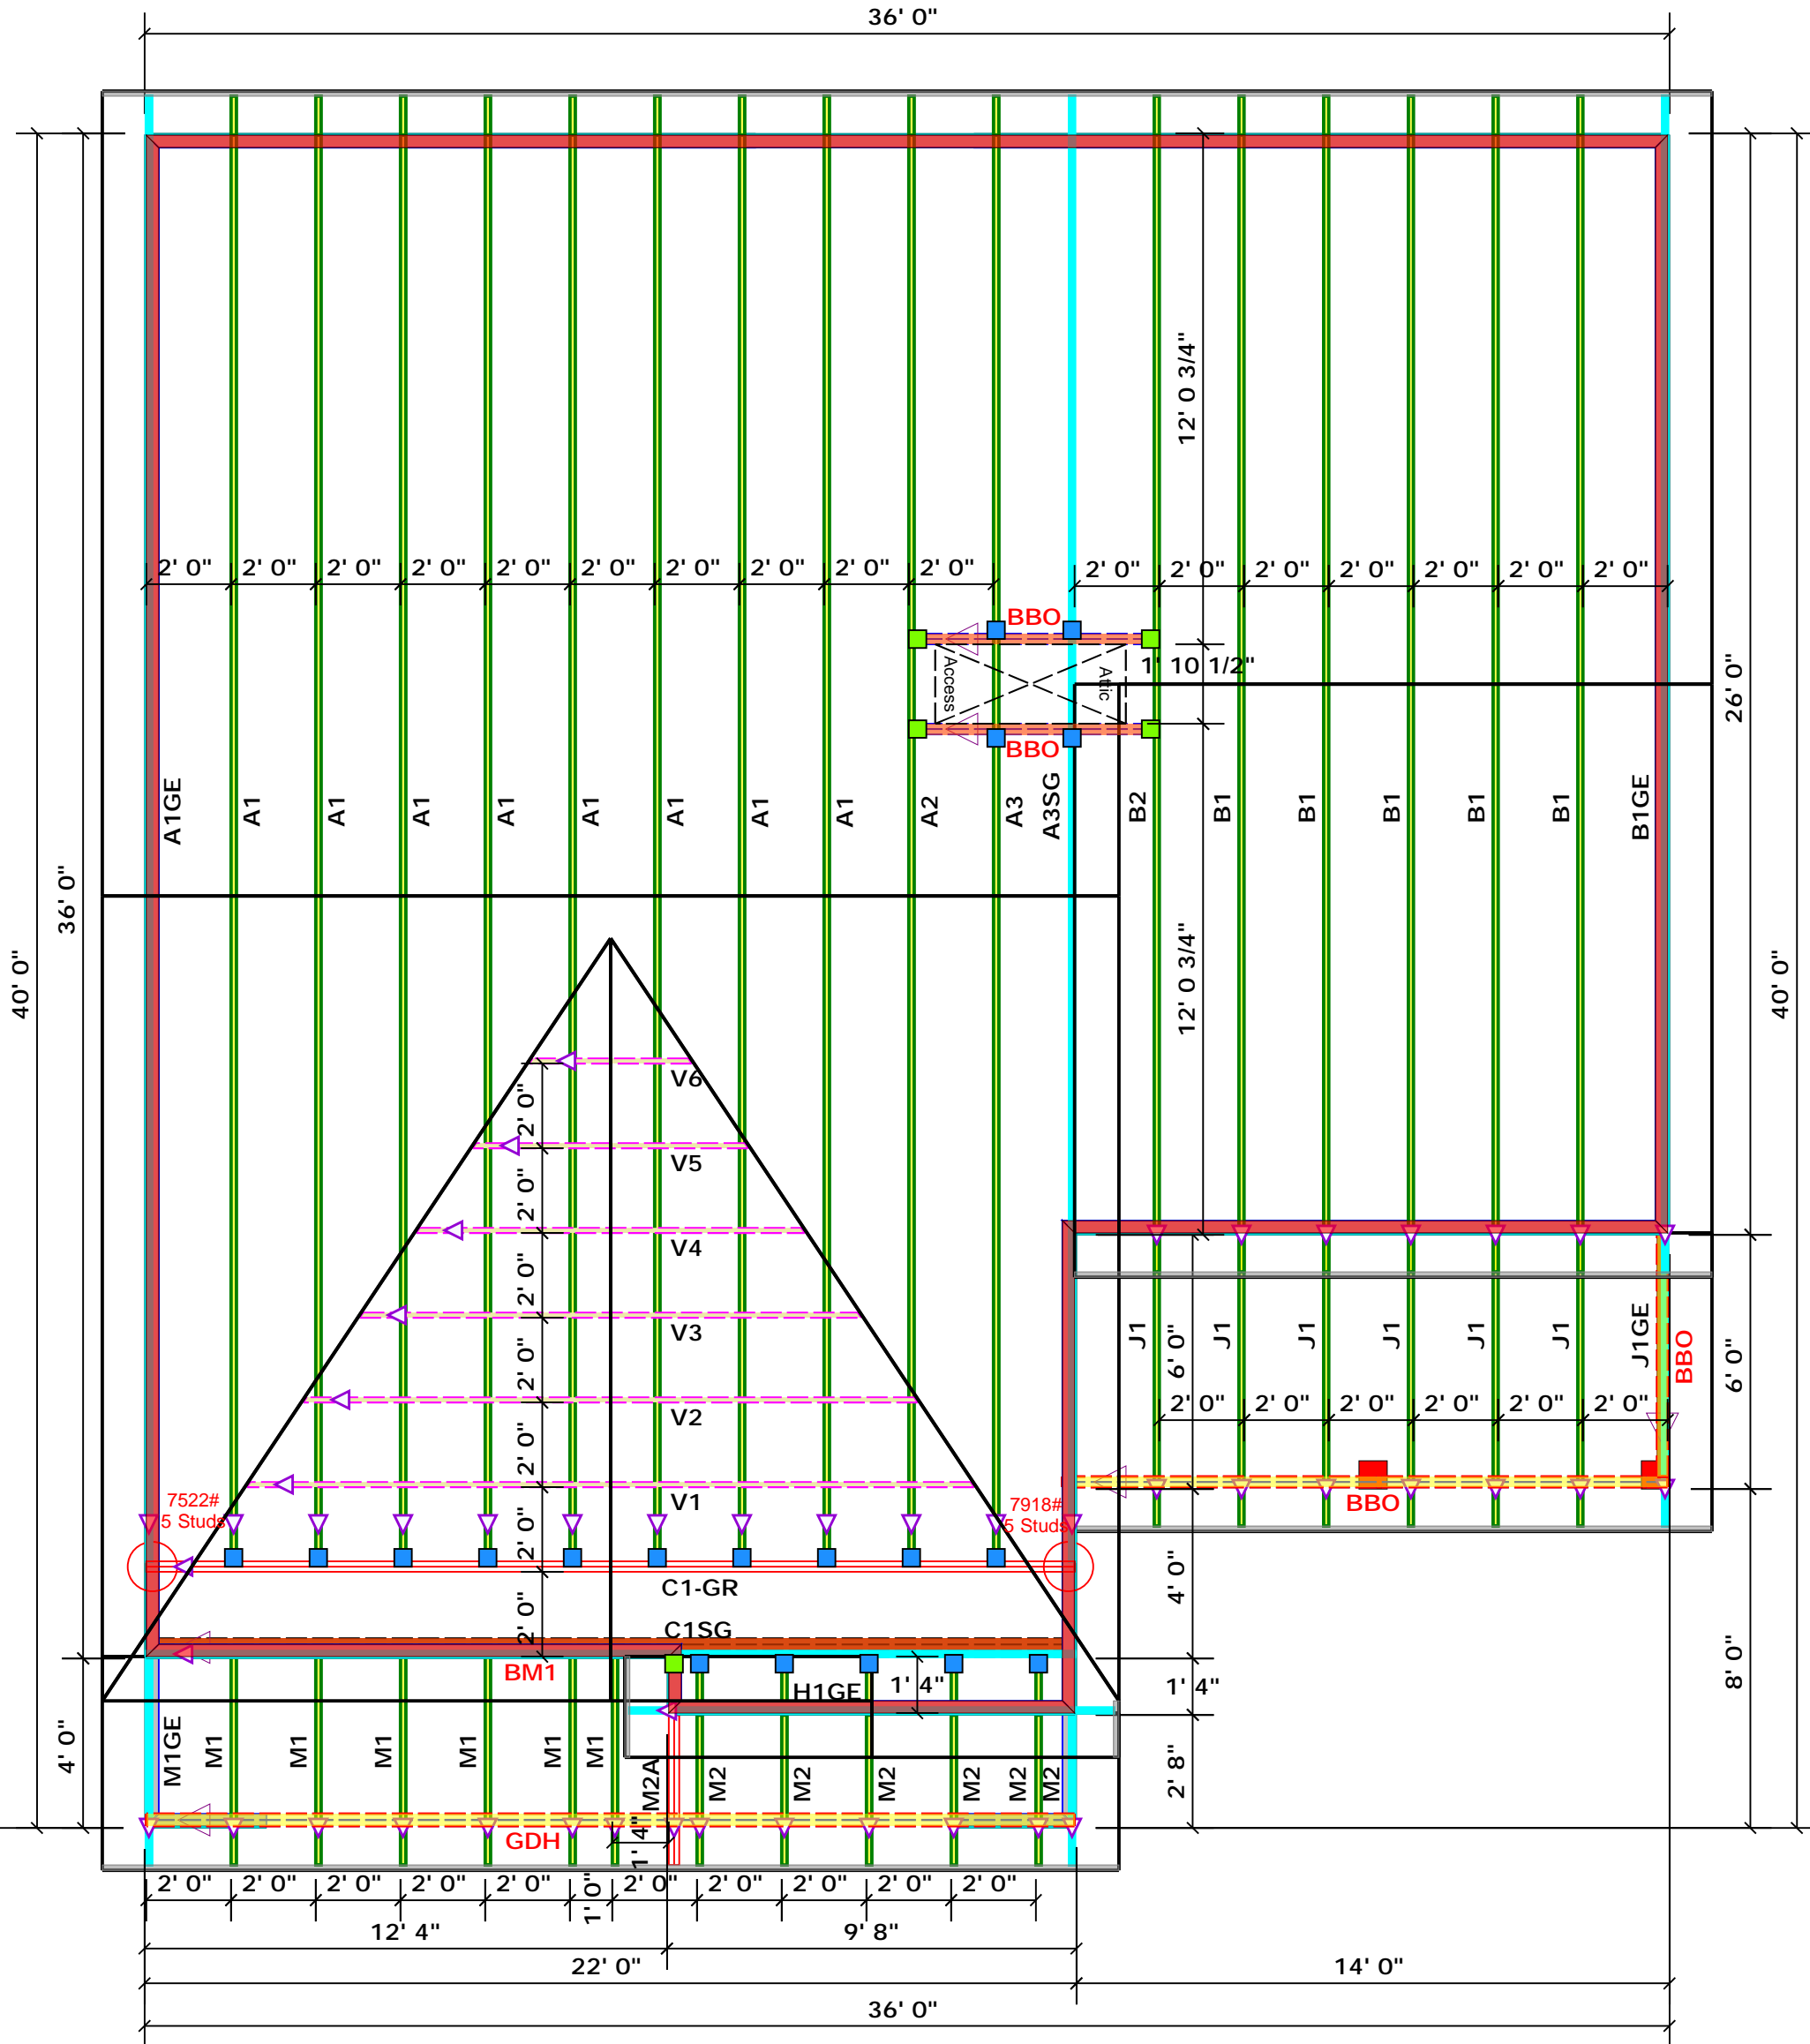 36' 0"
12' 0 3/4"
2' 0" 2' 0" 2' 0" 2' 0" 2' 0" 2' 0" 2' 0" 2' 0" 2' 0" 2' 0"
2' 0" 2' 0" 2' 0" 2' 0" 2' 0" 2' 0" 2' 0"
BBO
Access
Attic
1' 10 1/2"
26' 0"
BBO
A1GE A1 A1 A1 A1 A1 A1 A1 A1 A2 A3 A3SG B2 B1 B1 B1 B1 B1 B1GE
36' 0"
40' 0"
12' 0 3/4"
40' 0"
V6
2' 0"
V5
2' 0"
V4
2' 0"
V3
2' 0"
V2
2' 0"
V1
2' 0"
J1 J1 J1 J1 J1 J1 J1GE
BBO
6' 0"
6' 0"
2' 0" 2' 0" 2' 0" 2' 0" 2' 0" 2' 0"
BBO
7522#
5 Studs
7918#
5 Studs
C1-GR
4' 0"
2' 0"
C1SG
BM1
H1GE
1' 4"
1' 4"
8' 0"
4' 0"
M1GE M1 M1 M1 M1 M1 M1 M2A M2 M2 M2 M2 M2 M2
2' 8"
GDH
1' 4"
2' 0" 2' 0" 2' 0" 2' 0" 2' 0" 1' 0" 2' 0" 2' 0" 2' 0" 2' 0" 2' 0"
12' 4"
9' 8"
22' 0"
14' 0"
36' 0"